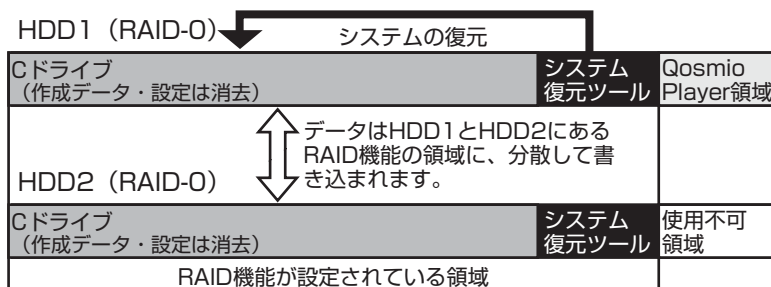 HDD1（RAID-0）
システムの復元
Cドライブ
（作成データ・設定は消去）
システム
復元ツール
Qosmio
Player領域
データはHDD1とHDD2にある
RAID機能の領域に、分散して書
き込まれます。
HDD2（RAID-0）
Cドライブ
（作成データ・設定は消去）
システム
復元ツール
使用不可
領域
RAID機能が設定されている領域